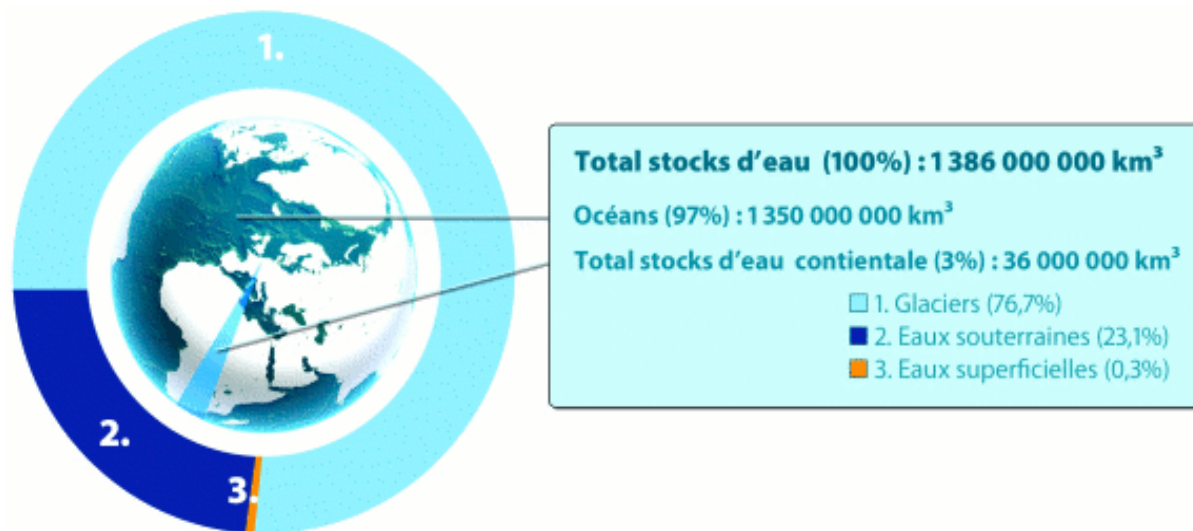 1.
2.
3.
Total stocks d'eau (100%) : 1 386 000 000 km³
Océans (97%) : 1 350 000 000 km³
Total stocks d'eau contientale (3%) : 36 000 000 km³
1. Glaciers (76,7%)
2. Eaux souterraines (23,1%)
3. Eaux superficielles (0,3%)